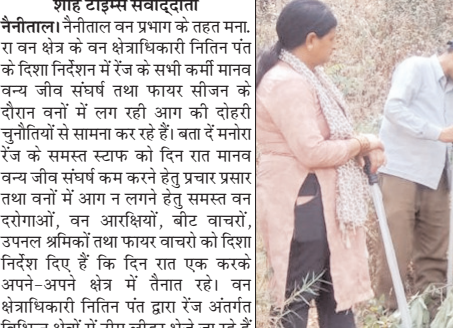 शाह टाइम्स संवाददाता
नैनीताल। नैनीताल वन प्रभाग के तहत मना.
रा वन क्षेत्र के वन क्षेत्राधिकारी नितिन पंत
के दिशा निर्देशन में रेंज के सभी कर्मी मानव
वन्य जीव संघर्ष तथा फायर सीजन के
दौरान वनों में लग रही आग की दोहरी
चुनौतियों से सामना कर रहे हैं। बता दें मनोरा
रेंज के समस्त स्टाफ को दिन रात मानव
वन्य जीव संघर्ष कम करने हेतु प्रचार प्रसार
तथा वनों में आग न लगने हेतु समस्त वन
दरोगाओं, वन आरक्षियों, बीट वाचरों,
उपनल श्रमिकों तथा फायर वाचरो को दिशा
निर्देश दिए हैं कि दिन रात एक करके
अपने-अपने क्षेत्र में तैनात रहे। वन
क्षेत्राधिकारी नितिन पंत द्वारा रेंज अंतर्गत
विभिन्न क्षेत्रों में टीम लीडर भेजे जा रहे हैं